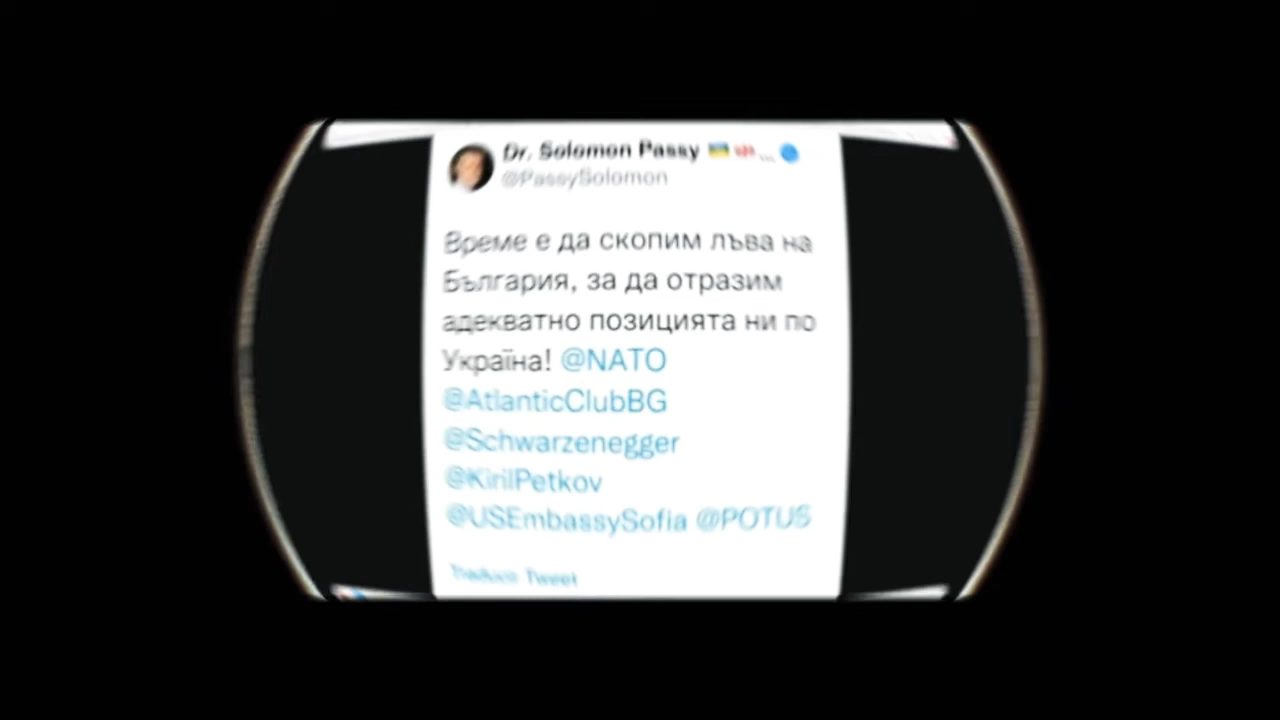 Dr. Solomon Passy
@PassySolomon
Време е да скопим лъва на
България, за да отразим
адекватно позицията ни по
Україна! @NATO
@AtlanticClubBG
@Schwarzenegger
@KirilPetkov
@USEmbassySofia @POTUS
Tweet